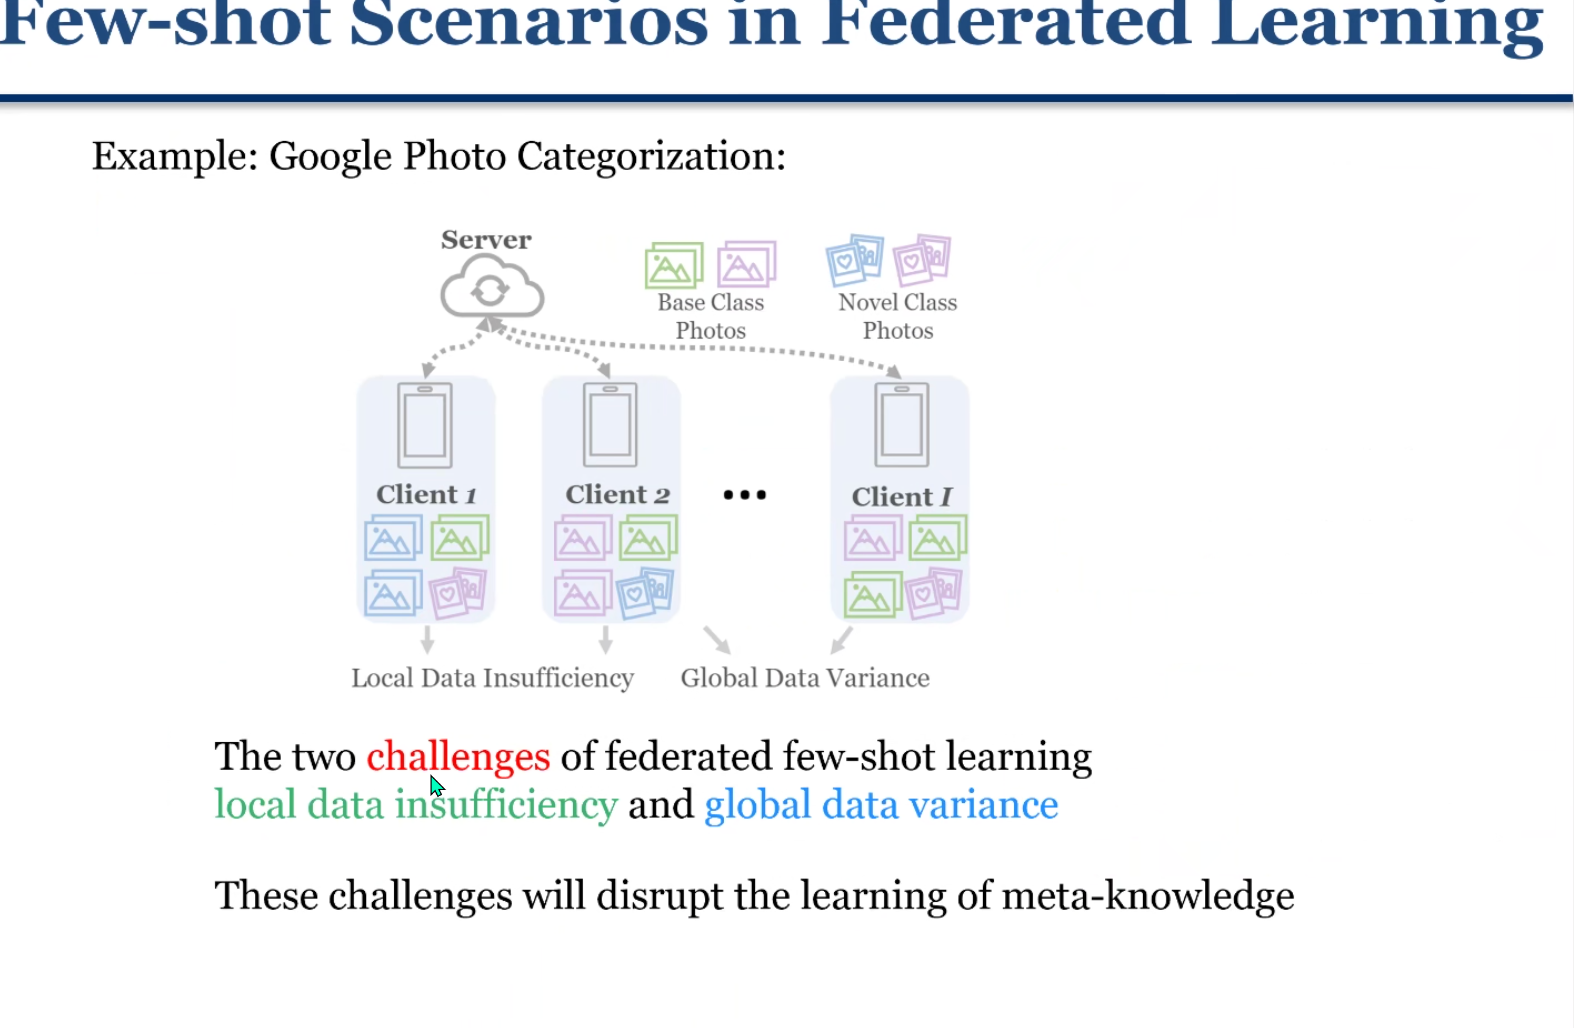 Few-shot Scenarios in Federated Learning
Example: Google Photo Categorization:
Server
Base Class
Photos
Novel Class
Photos
Client 1
Client 2
...
Client I
Local Data Insufficiency
Global Data Variance
The two challenges of federated few-shot learning
local data insufficiency and global data variance
These challenges will disrupt the learning of meta-knowledge